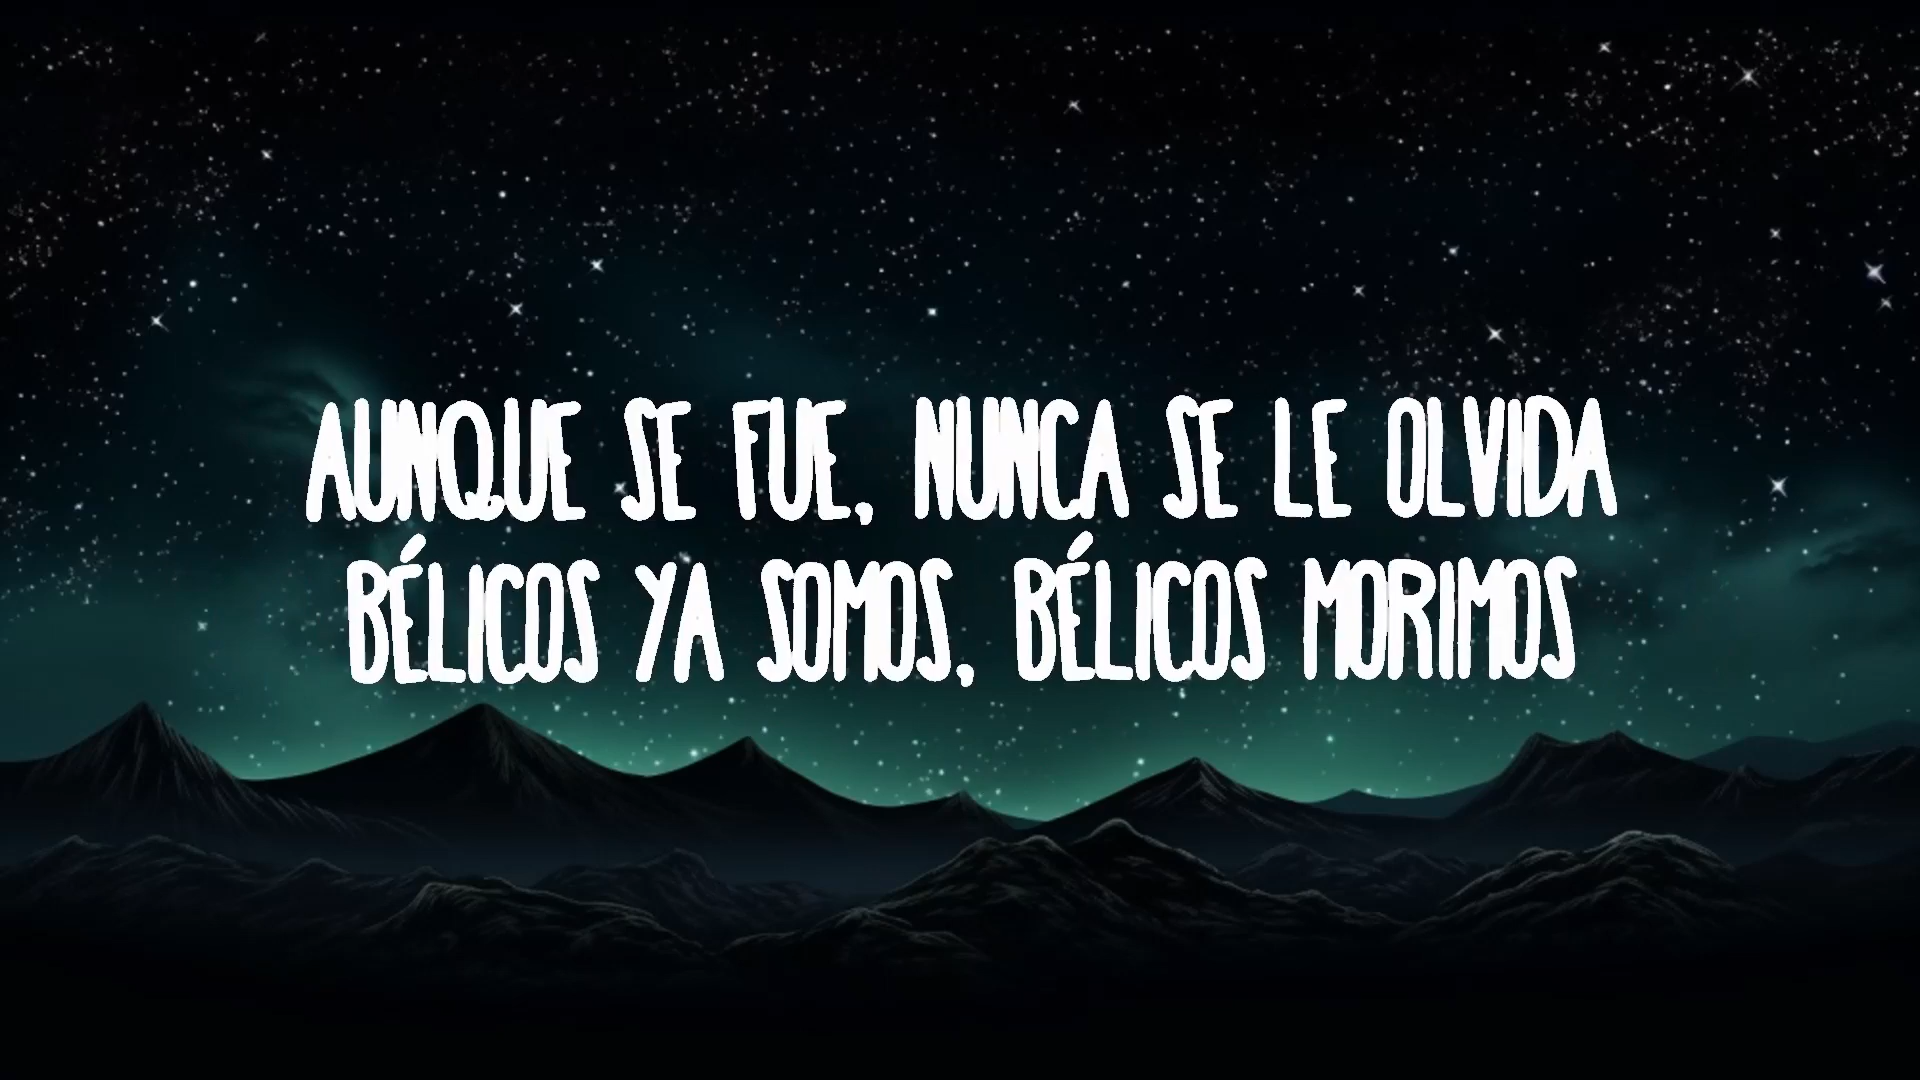 AUNQUE SE FUE, NUNCA SE LE OLVIDA
BÉLICOS YA SOMOS, BÉLICOS MORIMOS